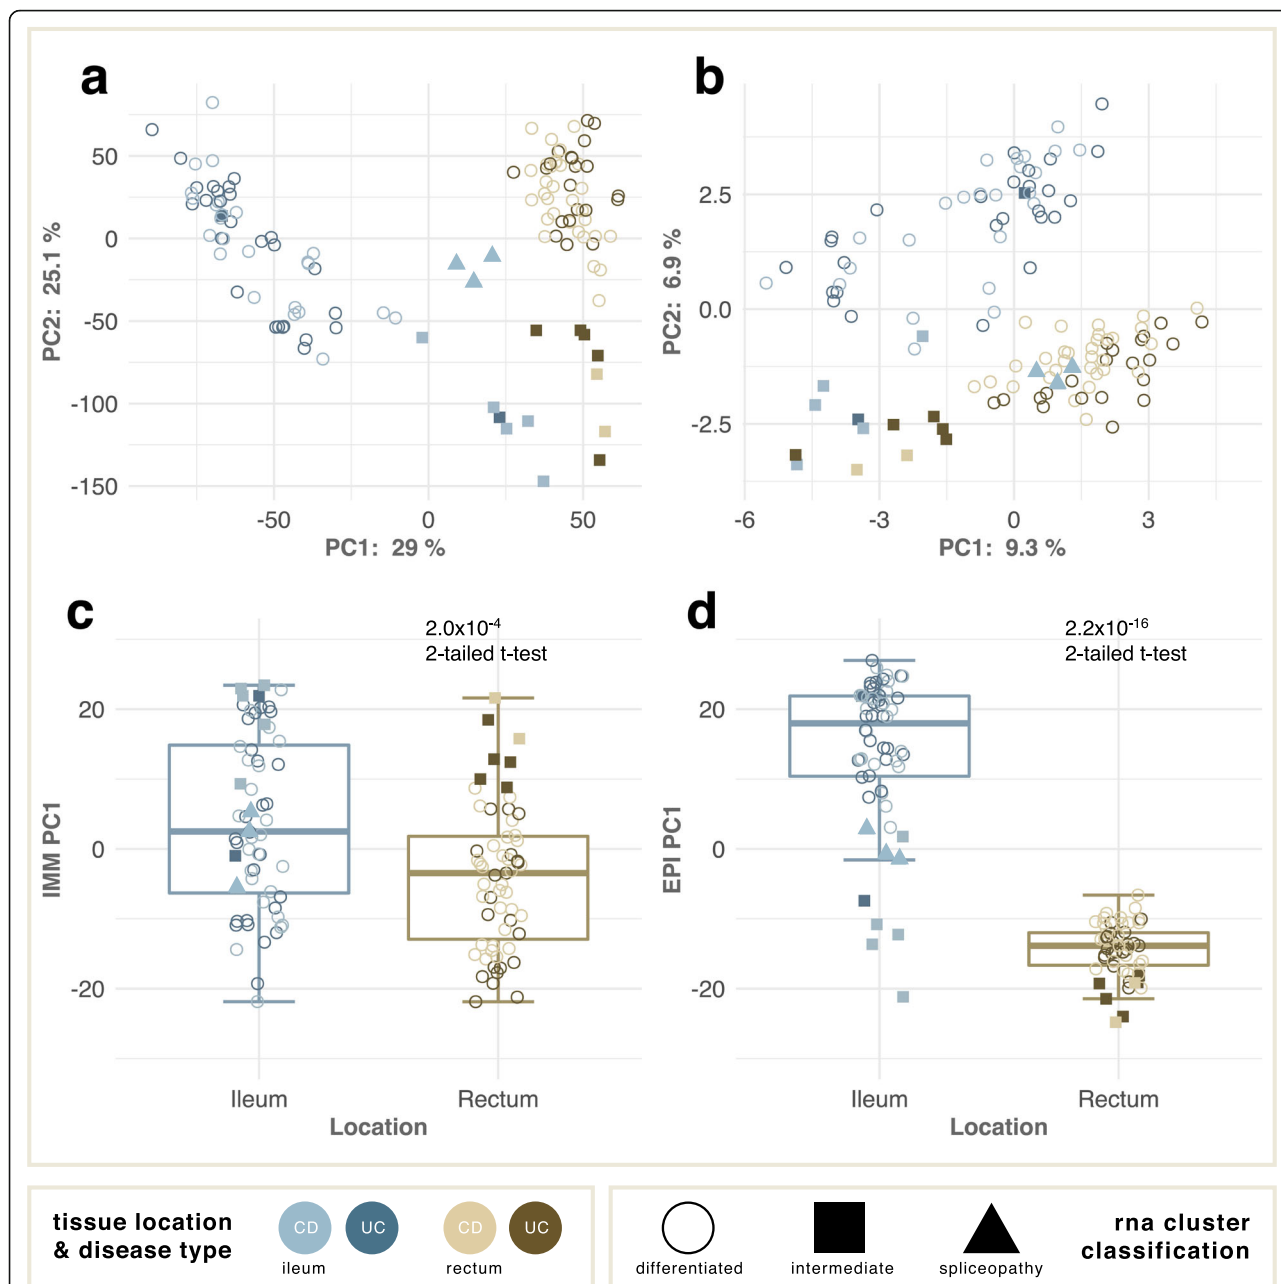 a
50
0
-50
-100
-150
PC2: 25.1 %
-50
0
50
PC1: 29 %
b
2.5
0.0
-2.5
PC2: 6.9 %
-6
-3
0
3
PC1: 9.3 %
c
2.0x10-4
2-tailed t-test
20
0
-20
IMM PC1
Ileum
Rectum
Location
d
2.2x10-16
2-tailed t-test
20
0
-20
EPI PC1
Ileum
Rectum
Location
tissue location
& disease type
CD
UC
ileum
CD
UC
rectum
differentiated
intermediate
spliceopathy
rna cluster
classification